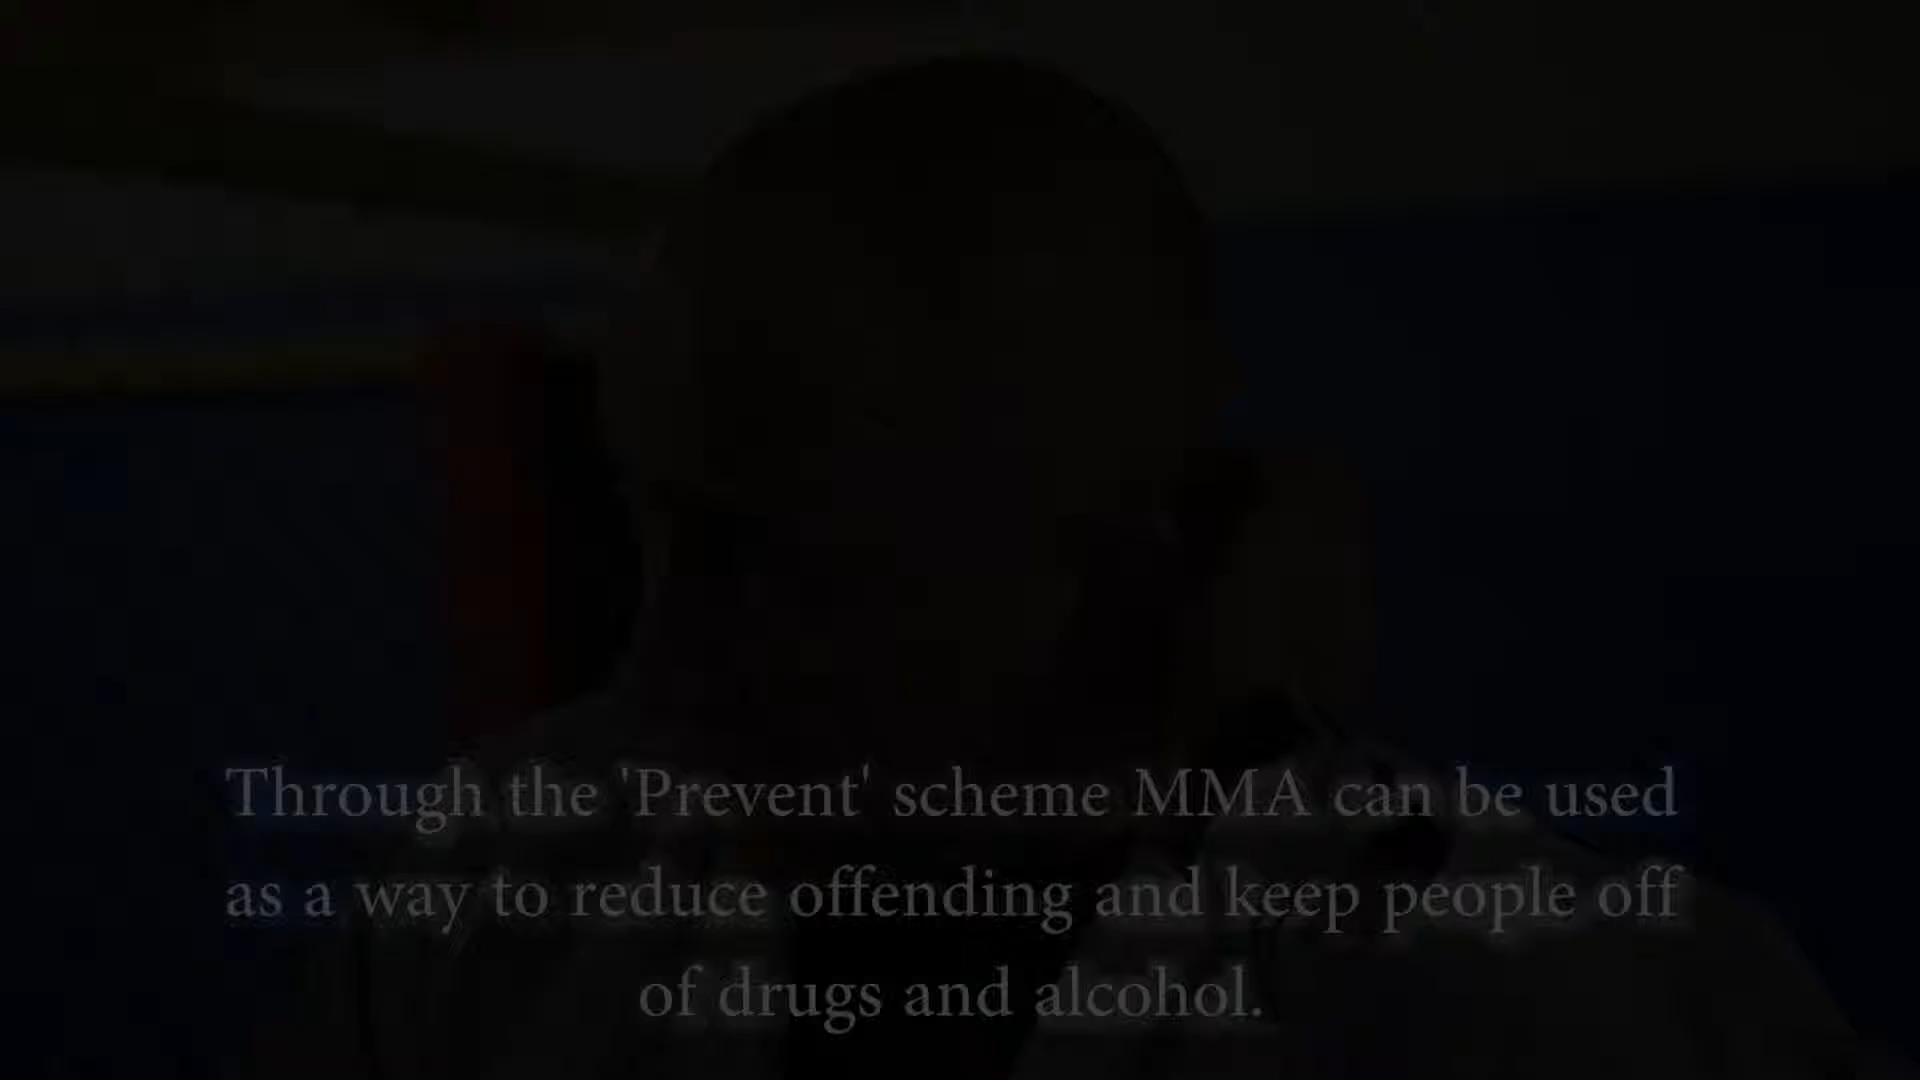 Through the 'Prevent' scheme MMA can be used
as a way to reduce offending and keep people off
of drugs and alcohol.